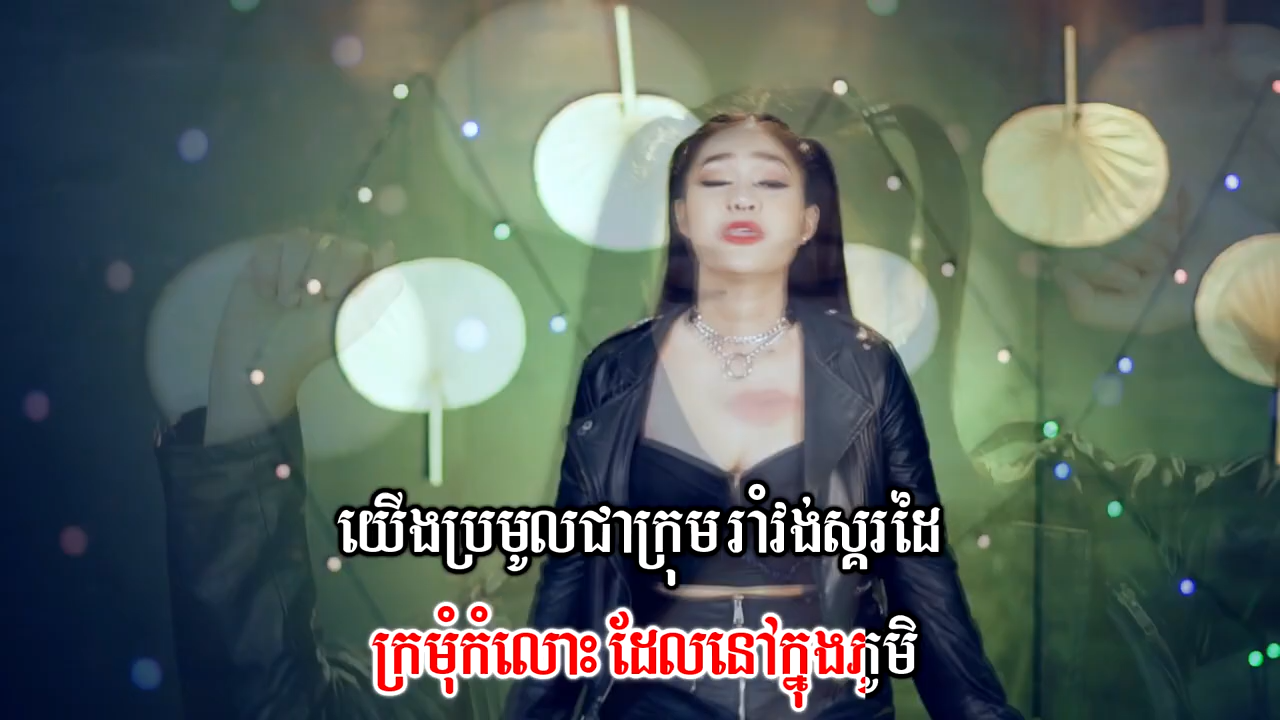 យើងប្រមូលជាក្រុម រាំវង់ស្គរដៃ
ក្រមុំកំលោះ ដែលនៅក្នុងភូមិ